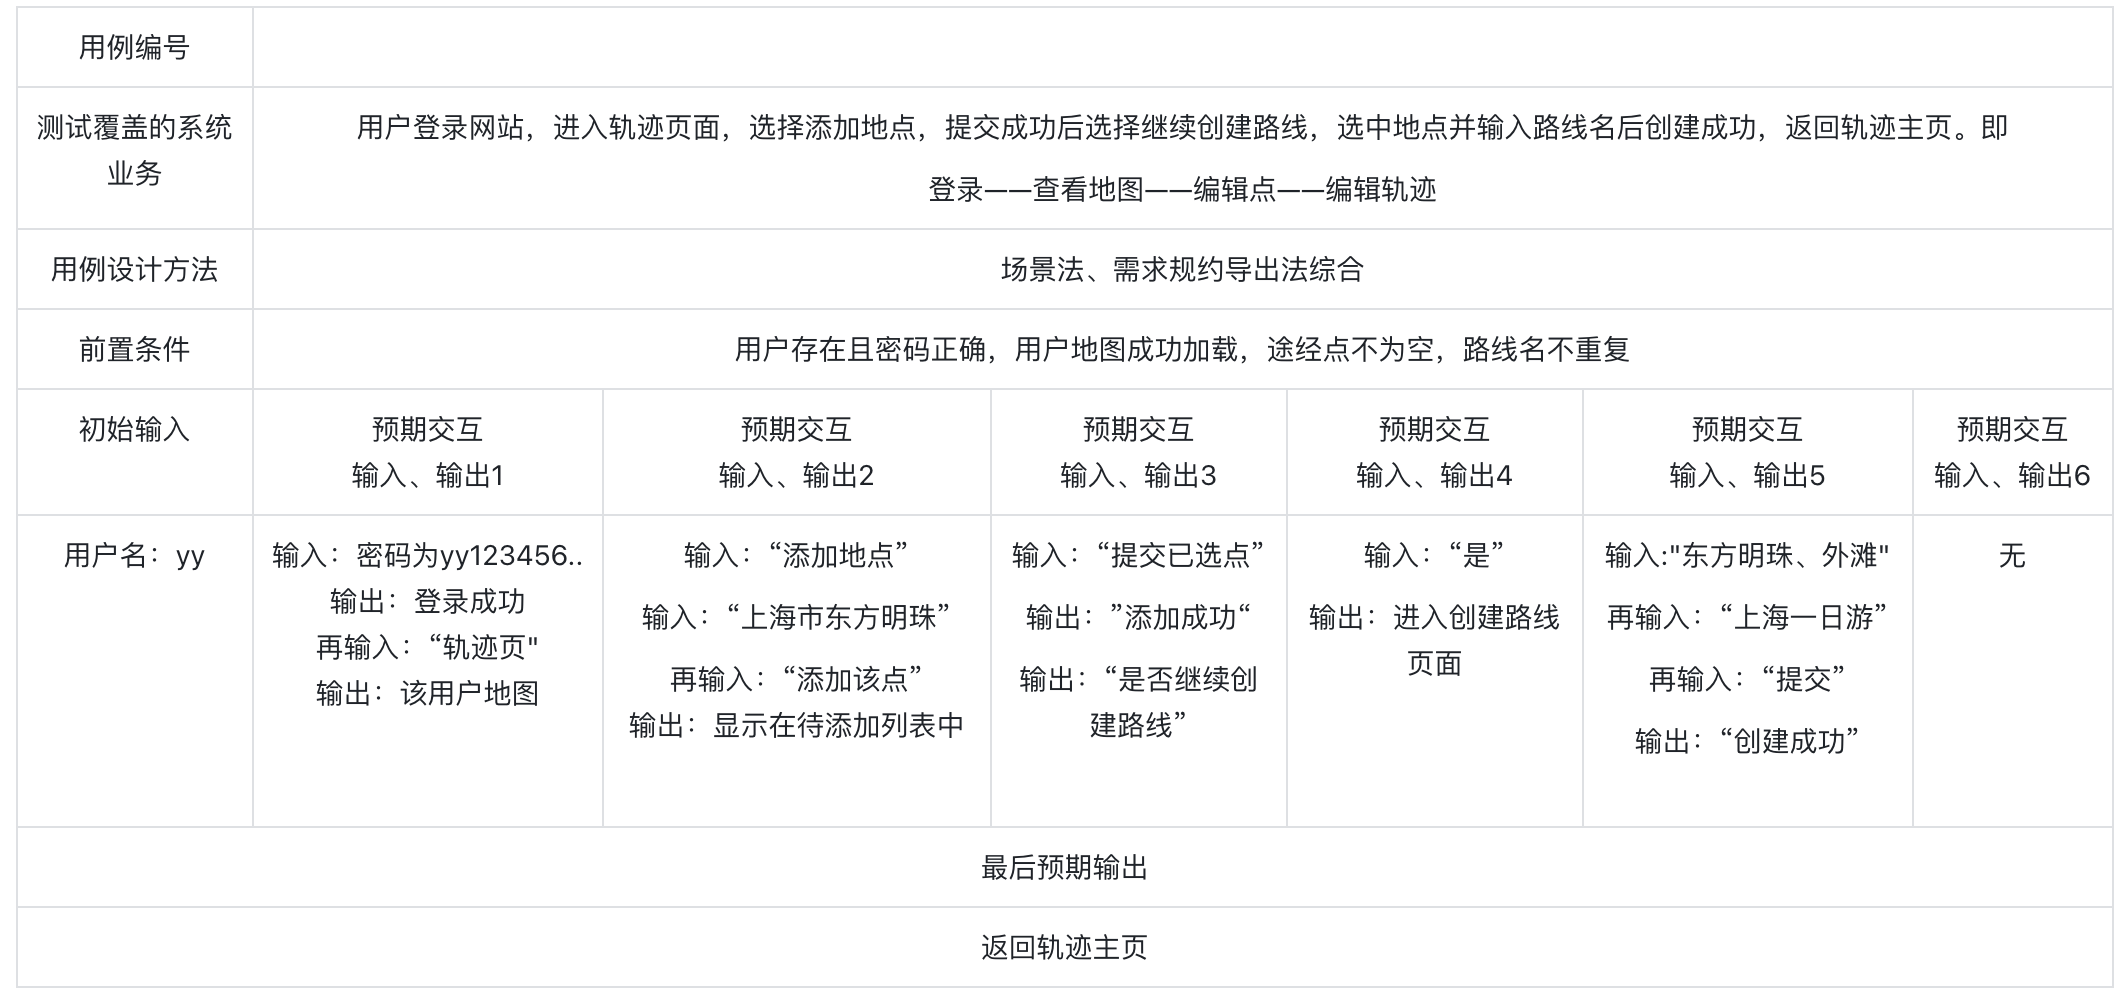 用例编号
测试覆盖的系统
业务
用户登录网站，进入轨迹页面，选择添加地点，提交成功后选择继续创建路线，选中地点并输入路线名后创建成功，返回轨迹主页。即
登录——查看地图——编辑点——编辑轨迹
用例设计方法
场景法、需求规约导出法综合
前置条件
用户存在且密码正确，用户地图成功加载，途经点不为空，路线名不重复
初始输入
预期交互
输入、输出1
预期交互
输入、输出2
预期交互
输入、输出3
预期交互
输入、输出4
预期交互
输入、输出5
预期交互
输入、输出6
用户名：yy
输入：密码为yy123456..
输出：登录成功
再输入：“轨迹页"
输出：该用户地图
输入：“添加地点”
输入：“上海市东方明珠”
再输入：“添加该点”
输出：显示在待添加列表中
输入：“提交已选点”
输出：”添加成功“
输出：“是否继续创
建路线”
输入：“是”
输出：进入创建路线
页面
输入:"东方明珠、外滩"
再输入：“上海一日游”
再输入：“提交”
输出：“创建成功”
无
最后预期输出
返回轨迹主页